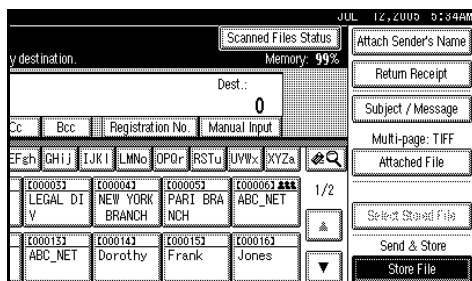 JUL 12,2005 5:34AM
Scanned Files Status
Attach Sender's Name
y destination.
Memory: 99%
Return Receipt
Dest.:
0
Subject / Message
Cc
Bcc
Registration No.
Manual Input
Multi-page: TIFF
EFgh GHij IJKl LMNo OPQr RSTu UVWx XYZa
Attached File
[00003]
LEGAL DI
V
[00004]
NEW YORK
BRANCH
[00005]
PARI BRA
NCH
[00006]
ABC_NET
1/2
Select Stored File
[00013]
ABC_NET
[00014]
Dorothy
[00015]
Frank
[00016]
Jones
Send & Store
Store File